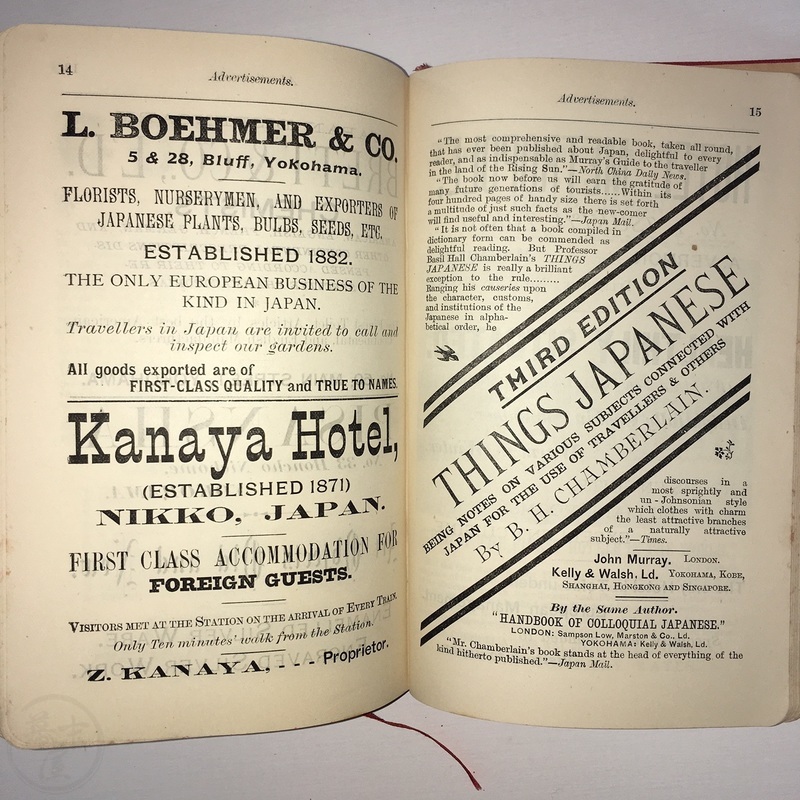 14
Advertisements.
L. BOEHMER & CO.
5 & 28, Bluff, Yokohama.
FLORISTS, NURSERYMEN, AND EXPORTERS OF
JAPANESE PLANTS, BULBS, SEEDS, ETC.
ESTABLISHED 1882.
THE ONLY EUROPEAN BUSINESS OF THE
KIND IN JAPAN.
Travellers in Japan are invited to call and
inspect our gardens.
All goods exported are of
FIRST-CLASS QUALITY and TRUE TO NAMES.
Kanaya Hotel,
(ESTABLISHED 1871)
NIKKO, JAPAN.
FIRST CLASS ACCOMMODATION FOR
FOREIGN GUESTS.
VISITORS MET AT THE STATION ON THE ARRIVAL OF EVERY TRAIN.
Only Ten minutes' walk from the Station.
Z. KANAYA, - - - Proprietor.
Advertisements.
15
"The most comprehensive and readable book, taken all round,
that has ever been published about Japan, delightful to every
reader, and as indispensable as Murray's Guide to the traveller
in the land of the Rising Sun."—North China Daily News.
"The book now before us will earn the gratitude of
many future generations of tourists......Within its
four hundred pages of handy size there is set forth
a multitude of just such facts as the new-comer
will find useful and interesting."—Japan Mail.
"It is not often that a book compiled in
dictionary form can be commended as
delightful reading. But Professor
Basil Hall Chamberlain's THINGS
JAPANESE is really a brilliant
exception to the rule.........
Ranging his causeries upon
the character, customs,
and institutions of the
Japanese in alpha-
betical order, he
THIRD EDITION
THINGS JAPANESE
BEING NOTES ON VARIOUS SUBJECTS CONNECTED WITH
JAPAN FOR THE USE OF TRAVELLERS & OTHERS
By B. H. CHAMBERLAIN.
discourses in a
most sprightly and
un-Johnsonian style
which clothes with charm
the least attractive branches
of a naturally attractive
subject."—Times.
John Murray. LONDON.
Kelly & Walsh, Ld. YOKOHAMA, KOBE,
SHANGHAI, HONGKONG AND SINGAPORE.
By the Same Author.
"HANDBOOK OF COLLOQUIAL JAPANESE."
LONDON: Sampson Low, Marston & Co., Ld.
YOKOHAMA: Kelly & Walsh, Ld.
"Mr. Chamberlain's book stands at the head of everything of the
kind hitherto published."—Japan Mail.